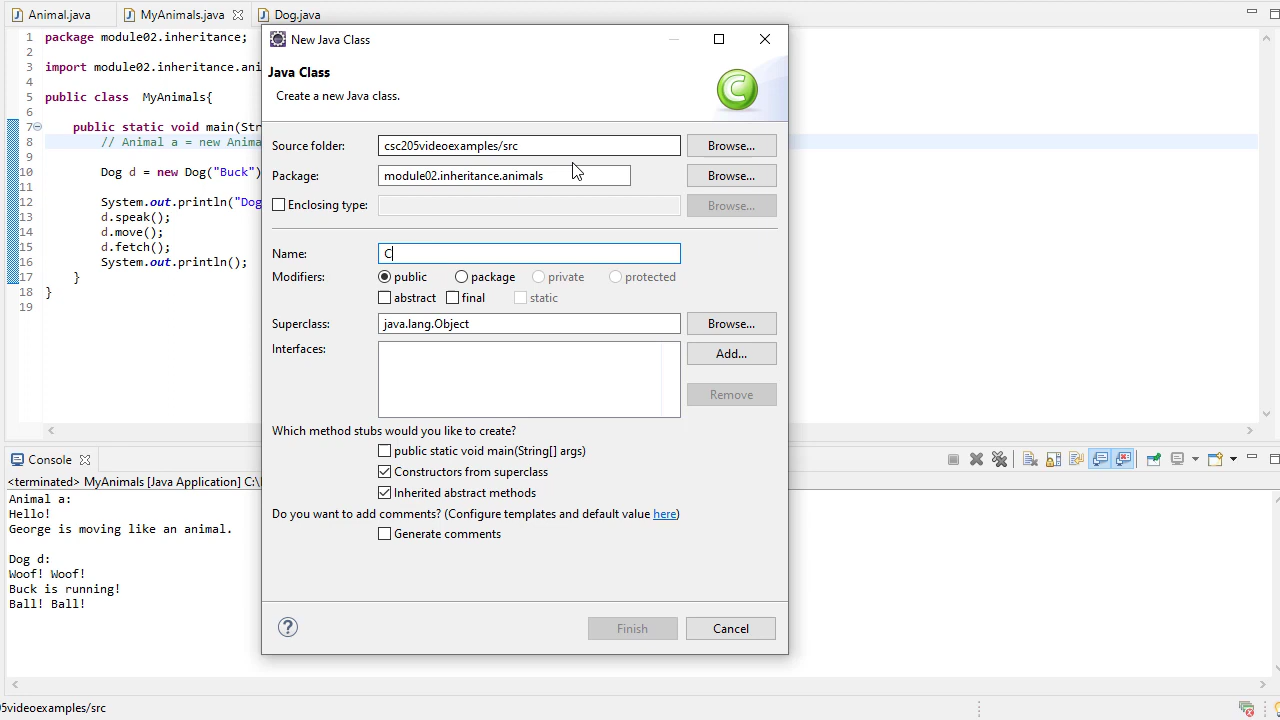 Animal.java MyAnimals.java Dog.java
1 package module02.inheritance;
2
3 import module02.inheritance.ani
4
5 public class MyAnimals{
6
7 public static void main(Str
8 // Animal a = new Anima
9
10 Dog d = new Dog("Buck")
11
12 System.out.println("Dog
13 d.speak();
14 d.move();
15 d.fetch();
16 System.out.println();
17 }
18 }
19
New Java Class
Java Class
Create a new Java class.
Source folder: csc205videoexamples/src Browse...
Package: module02.inheritance.animals Browse...
Enclosing type: Browse...
Name: C
Modifiers: public package private protected
abstract final static
Superclass: java.lang.Object Browse...
Interfaces: Add...
Remove
Which method stubs would you like to create?
public static void main(String[] args)
Constructors from superclass
Inherited abstract methods
Do you want to add comments? (Configure templates and default value here)
Generate comments
Finish Cancel
Console
<terminated> MyAnimals [Java Application] C:\
Animal a:
Hello!
George is moving like an animal.
Dog d:
Woof! Woof!
Buck is running!
Ball! Ball!
05videoexamples/src